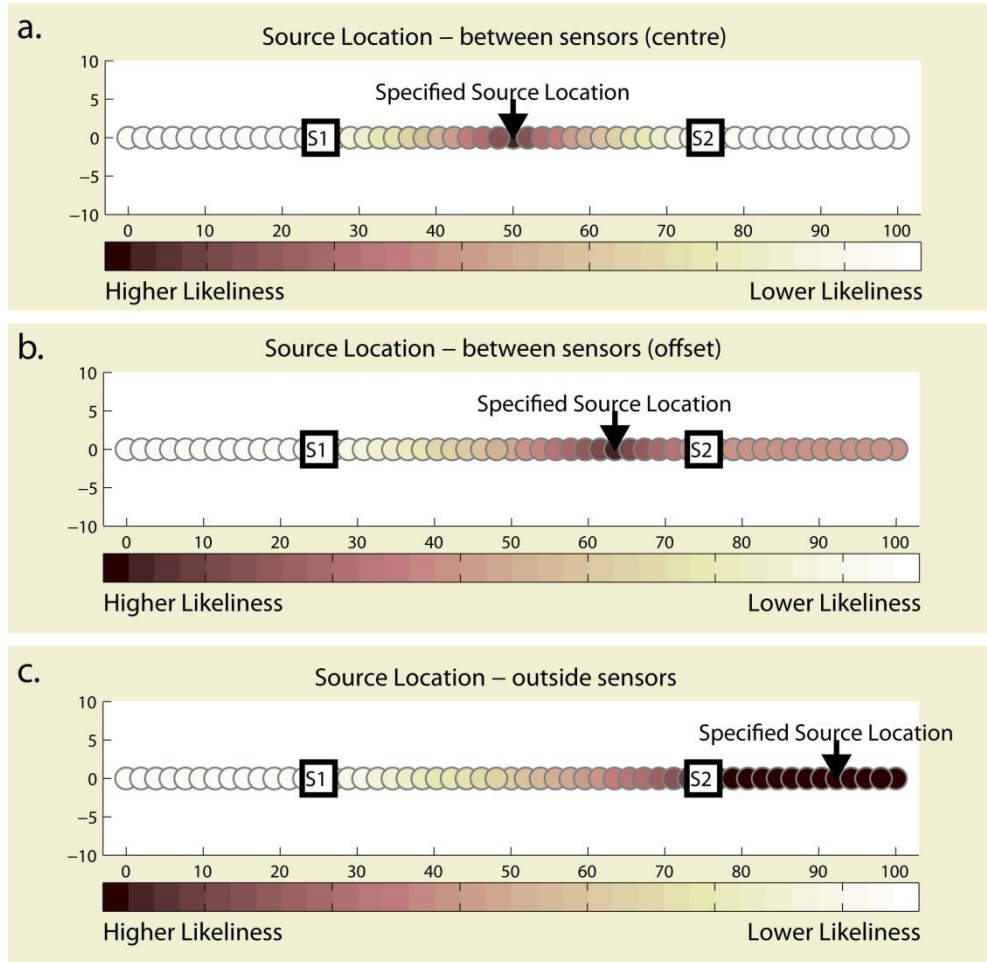 a.
Source Location – between sensors (centre)
Specified Source Location
10
5
0
−5
−10
S1
S2
0 10 20 30 40 50 60 70 80 90 100
Higher Likeliness Lower Likeliness
b.
Source Location – between sensors (offset)
Specified Source Location
10
5
0
−5
−10
S1
S2
0 10 20 30 40 50 60 70 80 90 100
Higher Likeliness Lower Likeliness
c.
Source Location – outside sensors
Specified Source Location
10
5
0
−5
−10
S1
S2
0 10 20 30 40 50 60 70 80 90 100
Higher Likeliness Lower Likeliness